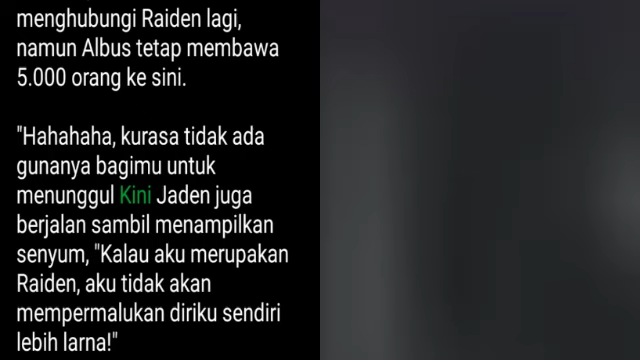 menghubungi Raiden lagi,
namun Albus tetap membawa
5.000 orang ke sini.
"Hahahaha, kurasa tidak ada
gunanya bagimu untuk
menunggul Kini Jaden juga
berjalan sambil menampilkan
senyum, "Kalau aku merupakan
Raiden, aku tidak akan
mempermalukan diriku sendiri
lebih larna!"